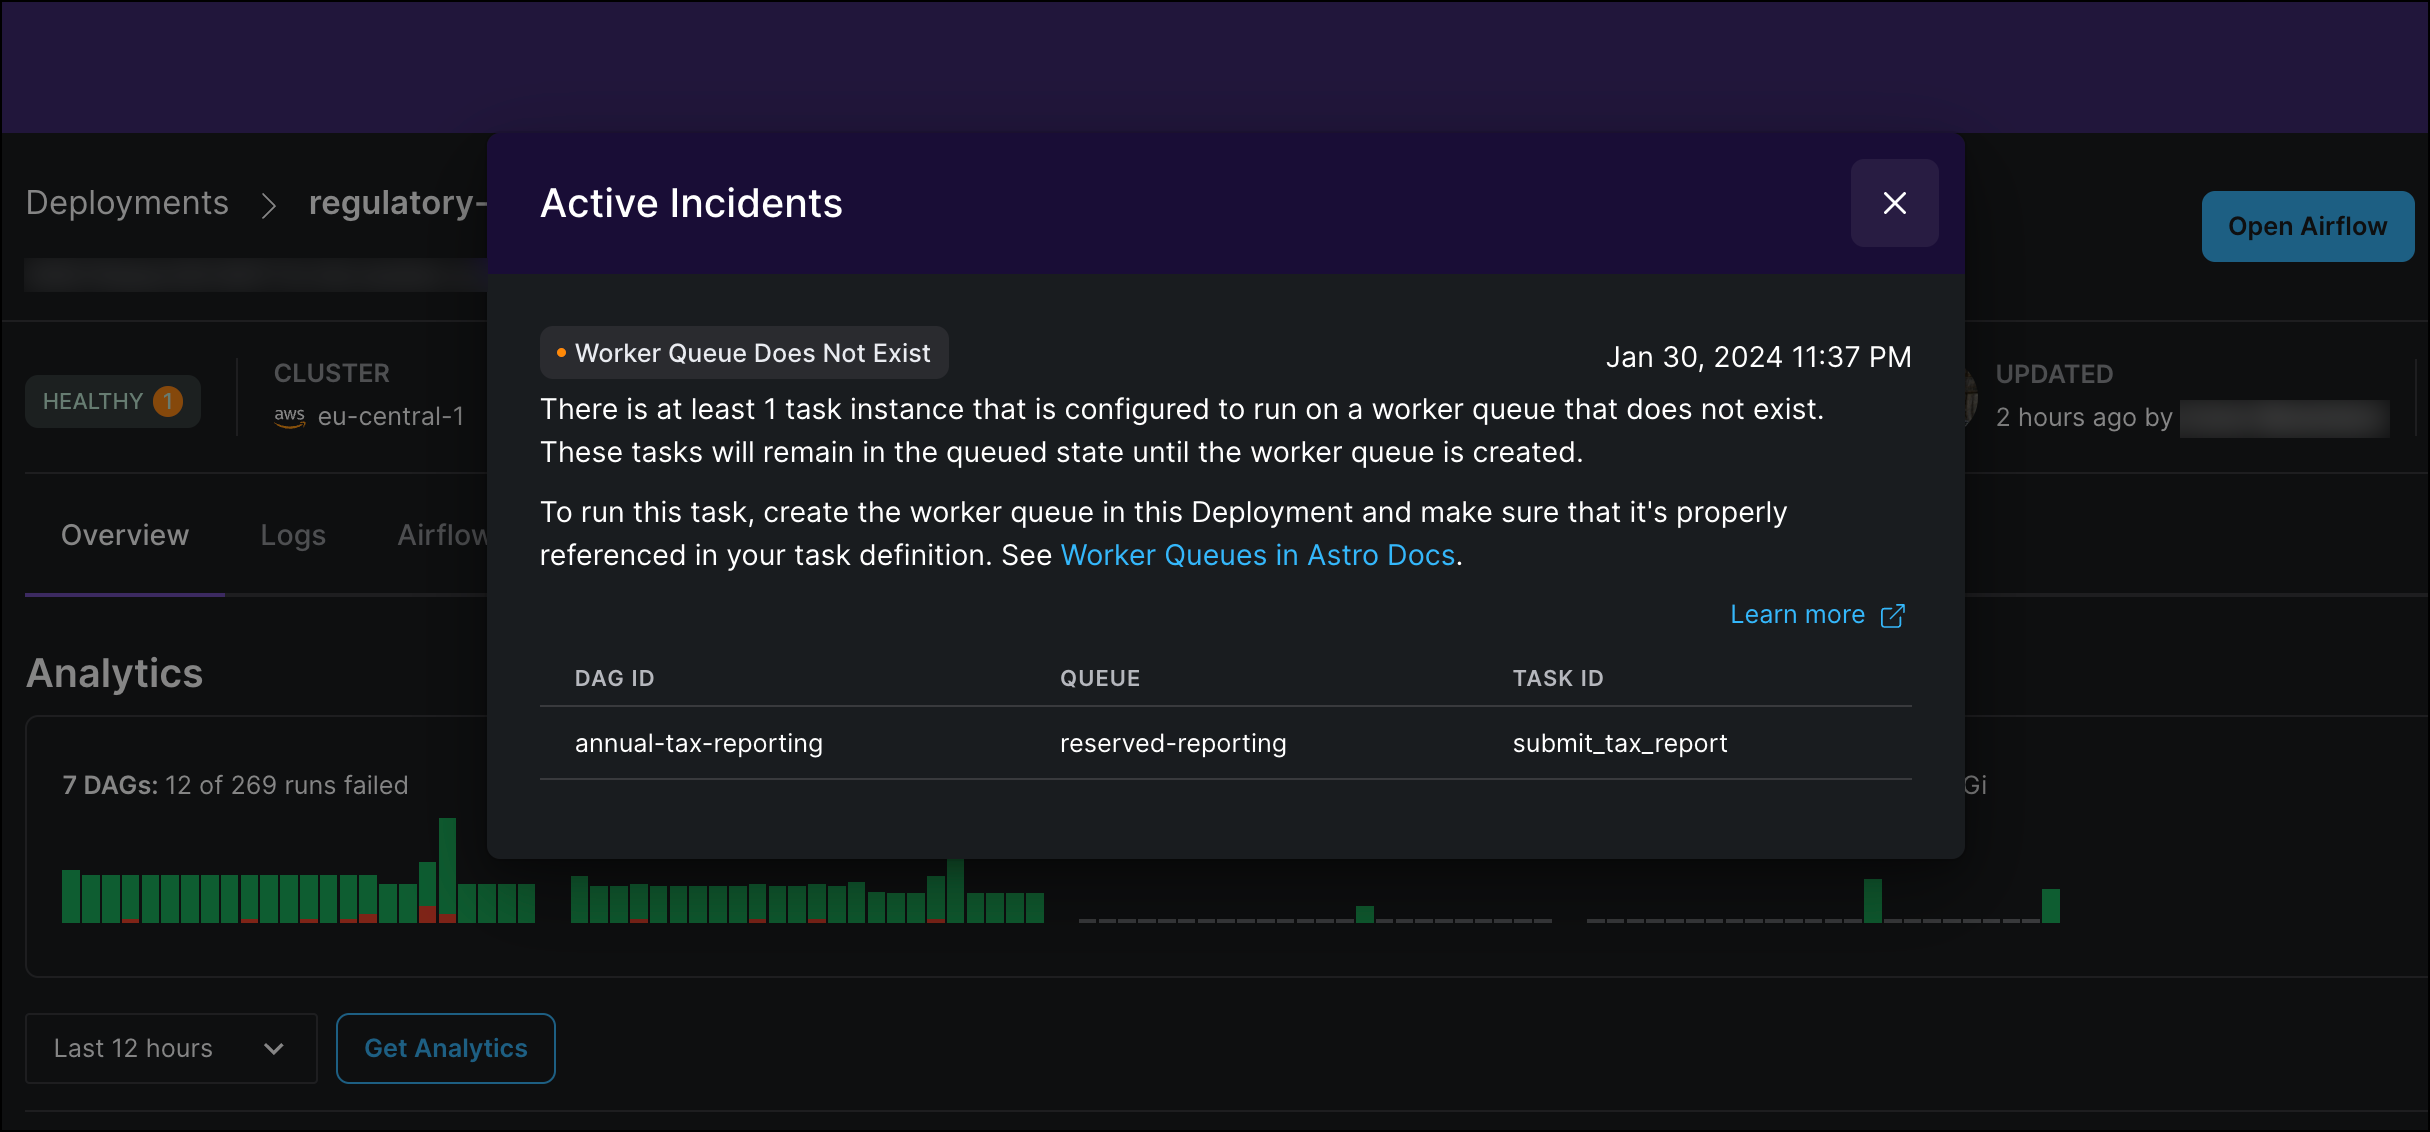 Deployments
regulatory-
Active Incidents
Open Airflow
Worker Queue Does Not Exist
Jan 30, 2024 11:37 PM
There is at least 1 task instance that is configured to run on a worker queue that does not exist.
These tasks will remain in the queued state until the worker queue is created.
To run this task, create the worker queue in this Deployment and make sure that it's properly
referenced in your task definition. See Worker Queues in Astro Docs.
Learn more
DAG ID QUEUE TASK ID
annual-tax-reporting reserved-reporting submit_tax_report
HEALTHY 1
CLUSTER
aws eu-central-1
UPDATED
2 hours ago by
Overview Logs Airflow
Analytics
7 DAGs: 12 of 269 runs failed
Gi
Last 12 hours
Get Analytics